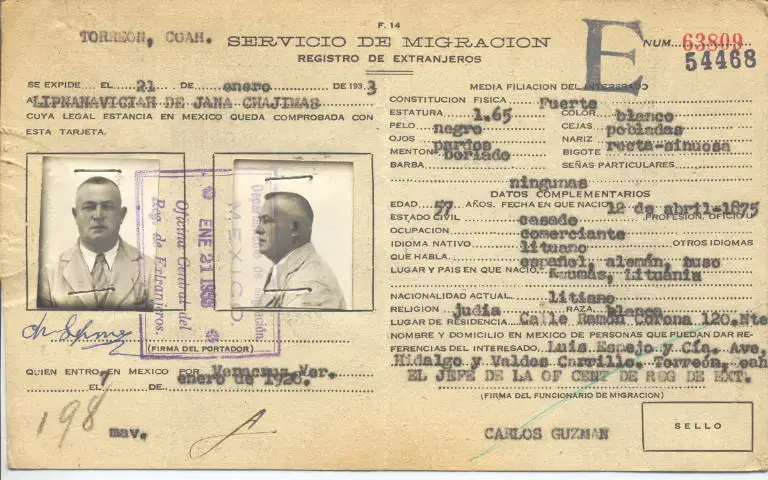 F. 14
TORREON, COAH.
SERVICIO DE MIGRACION
REGISTRO DE EXTRANJEROS
E
NUM. 63809
54468
SE EXPIDE EL 21 DE enero DE 1933
A LIPNANAVICIAH DE JANA CHAJIMAS
CUYA LEGAL ESTANCIA EN MEXICO QUEDA COMPROBADA CON
ESTA TARJETA.
MEXICO, D.F.
ENE 21 1933
Oficina Central del
Reg. de Extranjeros
(FIRMA DEL PORTADOR)
QUIEN ENTRO EN MEXICO POR Veracruz, Ver.
EL 7 DE enero de 1926.
198
mav.
MEDIA FILIACION DEL INTERESADO
CONSTITUCION FISICA Fuerte
ESTATURA 1.65 COLOR blanco
PELO negro CEJAS pobladas
OJOS pardos NARIZ recta-sinuosa
MENTON BIGOTE
BARBA SEÑAS PARTICULARES
ningunas
DATOS COMPLEMENTARIOS
EDAD 57 AÑOS. FECHA EN QUE NACIO 12 de abril-1875
ESTADO CIVIL casado PROFESION, OFICIO
OCUPACION comerciante
IDIOMA NATIVO lituano OTROS IDIOMAS
QUE HABLA español, alemán, ruso
LUGAR Y PAIS EN QUE NACIO Lituania
NACIONALIDAD ACTUAL litiano
RELIGION judia RAZA blanca
LUGAR DE RESIDENCIA Calle Ramón Corona 120.Nte
NOMBRE Y DOMICILIO EN MEXICO DE PERSONAS QUE PUEDAN DAR RE-
FERENCIAS DEL INTERESADO. Luis Espejo y Cía. Ave,
Hidalgo y Valdes Carrillo. Torreón, coah
EL JEFE DE LA OF CENT DE REG DE EXT.
(FIRMA DEL FUNCIONARIO DE MIGRACION)
CARLOS GUZMAN
SELLO